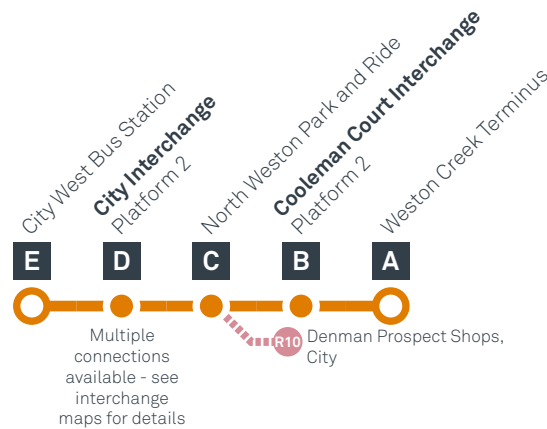 City West Bus Station
City Interchange
Platform 2
North Weston Park and Ride
Cooleman Court Interchange
Platform 2
Weston Creek Terminus
E
D
C
B
A
Multiple
connections
available - see
interchange
maps for details
R10
Denman Prospect Shops,
City